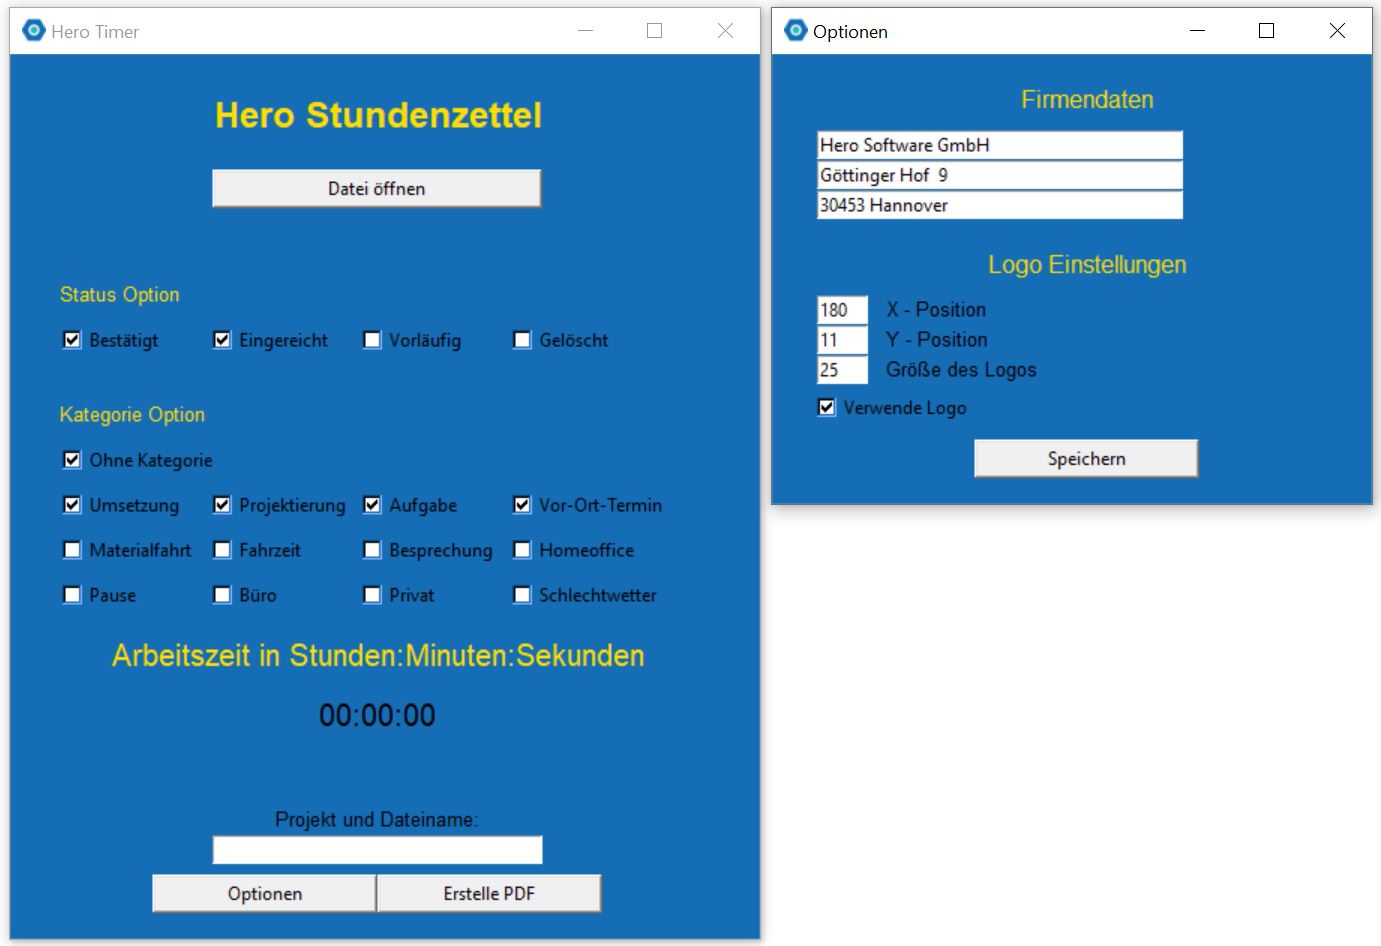 Hero Timer
Hero Stundenzettel
Datei öffnen
Status Option
Bestätigt Eingereicht Vorläufig Gelöscht
Kategorie Option
Ohne Kategorie
Umsetzung Projektierung Aufgabe Vor-Ort-Termin
Materialfahrt Fahrzeit Besprechung Homeoffice
Pause Büro Privat Schlechtwetter
Arbeitszeit in Stunden:Minuten:Sekunden
00:00:00
Projekt und Dateiname:
Optionen Erstelle PDF
Optionen
Firmendaten
Hero Software GmbH
Göttinger Hof  9
30453 Hannover
Logo Einstellungen
180 X - Position
11 Y - Position
25 Größe des Logos
Verwende Logo
Speichern